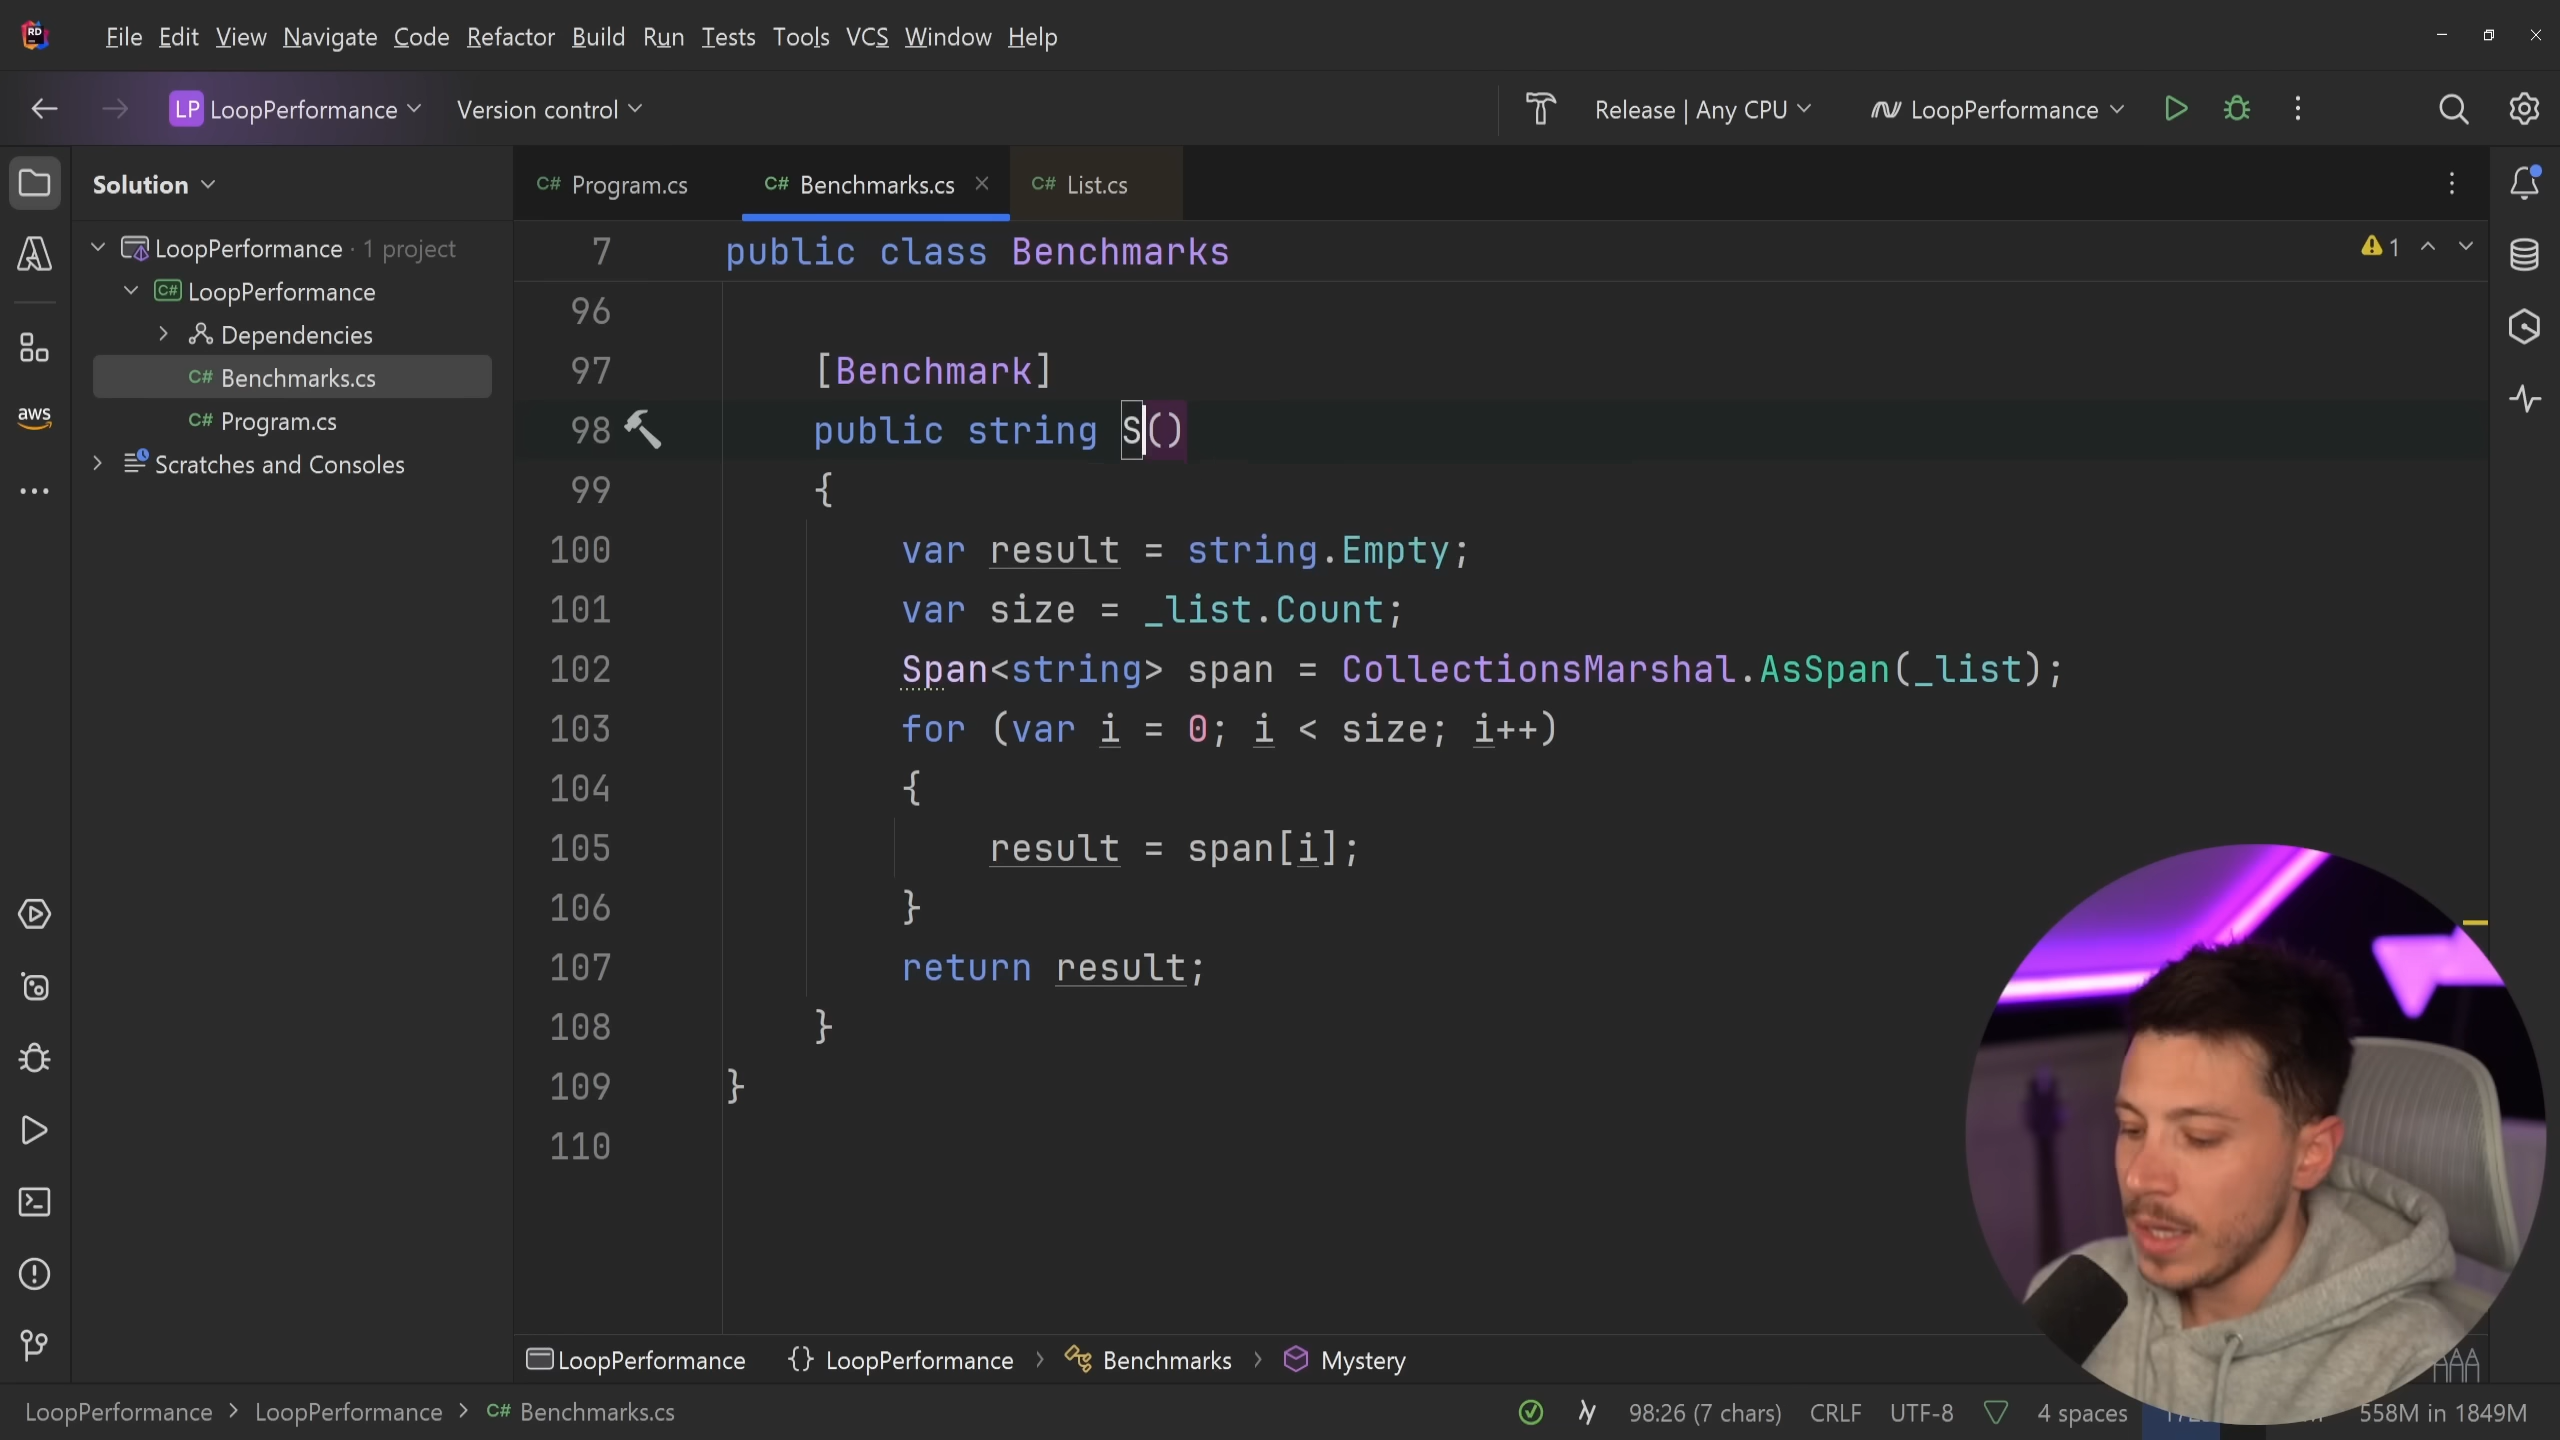 RD File Edit View Navigate Code Refactor Build Run Tests Tools VCS Window Help
LP LoopPerformance Version control Release | Any CPU LoopPerformance
Solution
C# Program.cs C# Benchmarks.cs C# List.cs
LoopPerformance · 1 project
C# LoopPerformance
Dependencies
C# Benchmarks.cs
C# Program.cs
Scratches and Consoles
aws
7 public class Benchmarks
1
96
97 [Benchmark]
98 public string S()
99 {
100 var result = string.Empty;
101 var size = _list.Count;
102 Span<string> span = CollectionsMarshal.AsSpan(_list);
103 for (var i = 0; i < size; i++)
104 {
105 result = span[i];
106 }
107 return result;
108 }
109 }
110
LoopPerformance {} LoopPerformance › Benchmarks › Mystery
LoopPerformance > LoopPerformance > C# Benchmarks.cs
98:26 (7 chars) CRLF UTF-8 4 spaces 558M in 1849M